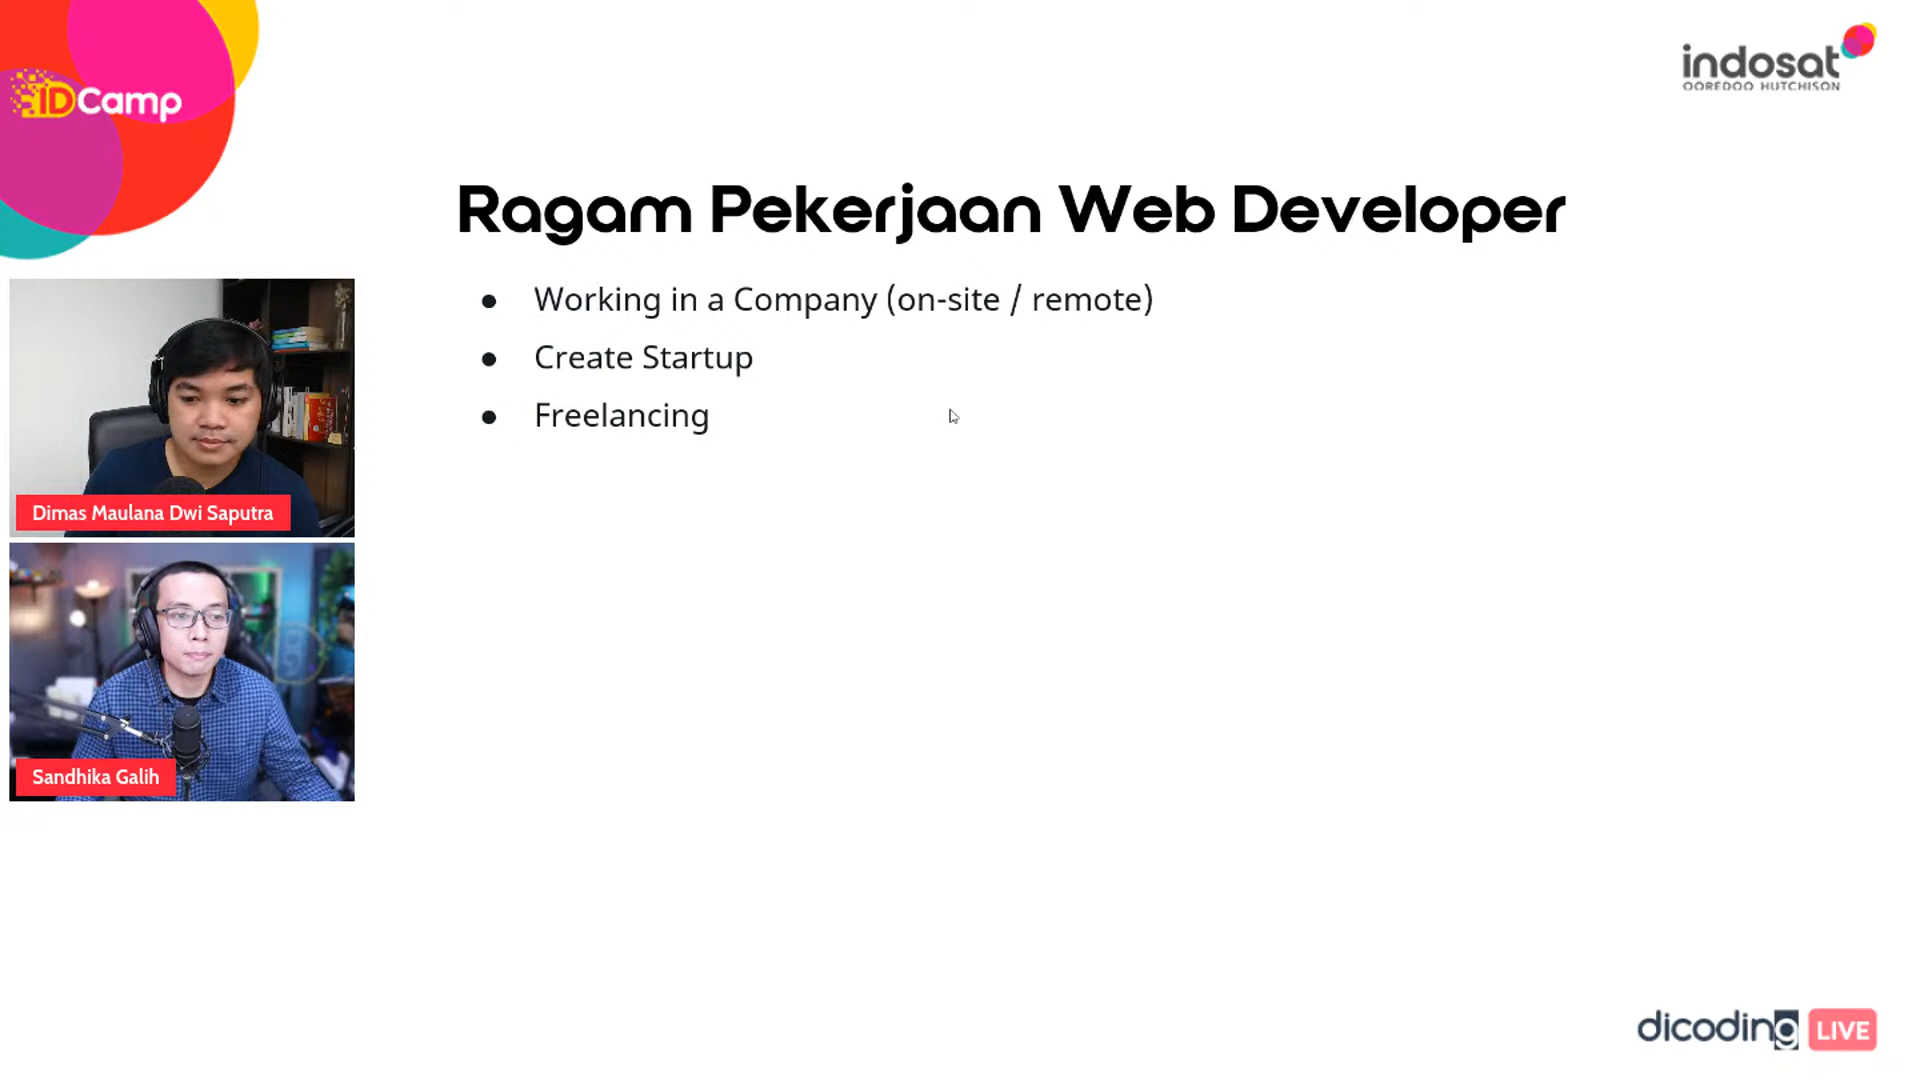 IDCamp
indosat
OOREDOO HUTCHISON
Ragam Pekerjaan Web Developer
● Working in a Company (on-site / remote)
● Create Startup
● Freelancing
Dimas Maulana Dwi Saputra
Sandhika Galih
dicoding LIVE